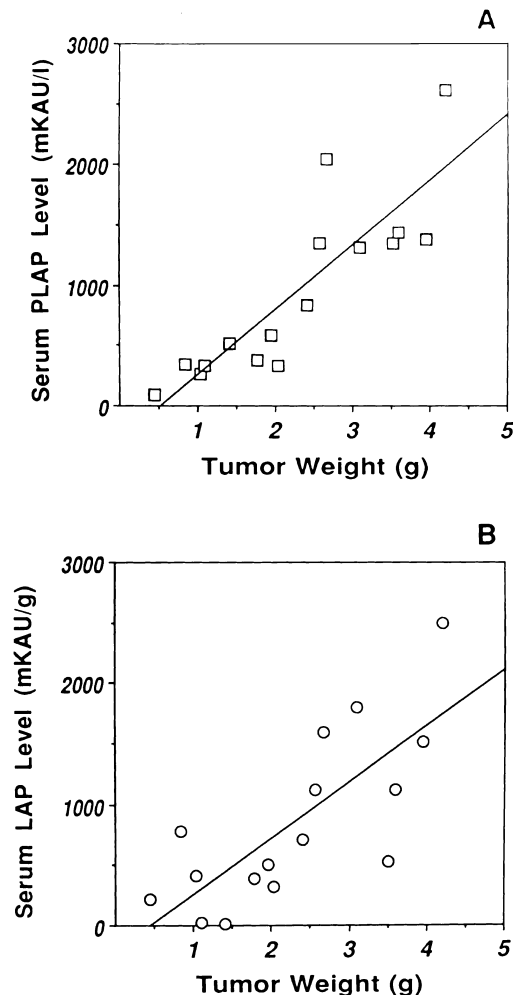 A
3000
2000
1000
0
Serum PLAP Level (mKAU/l)
1 2 3 4 5
Tumor Weight (g)
B
3000
2000
1000
0
Serum LAP Level (mKAU/g)
1 2 3 4 5
Tumor Weight (g)